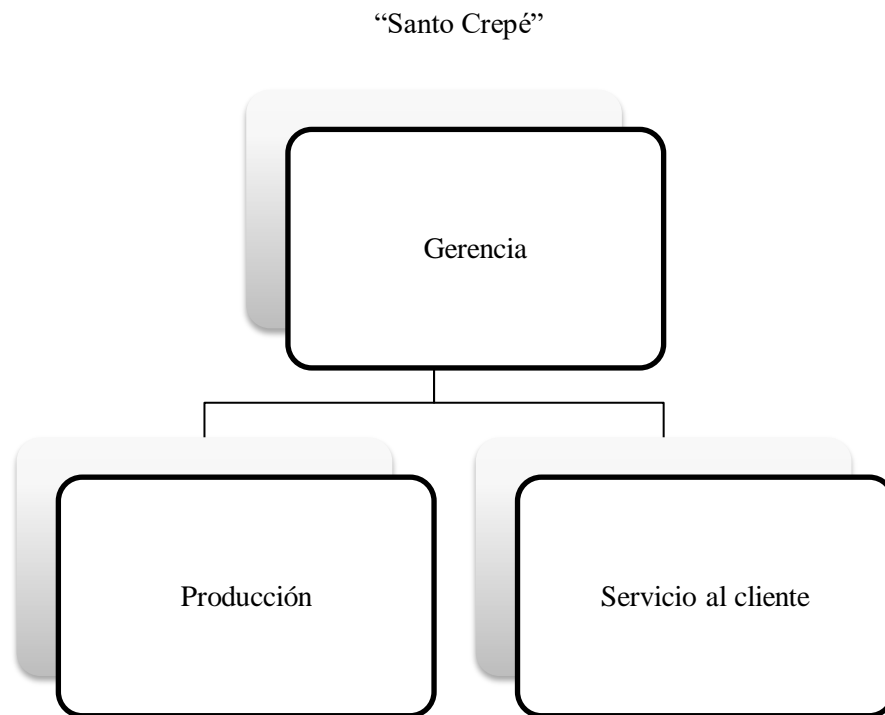 “Santo Crepé”
Gerencia
Producción
Servicio al cliente